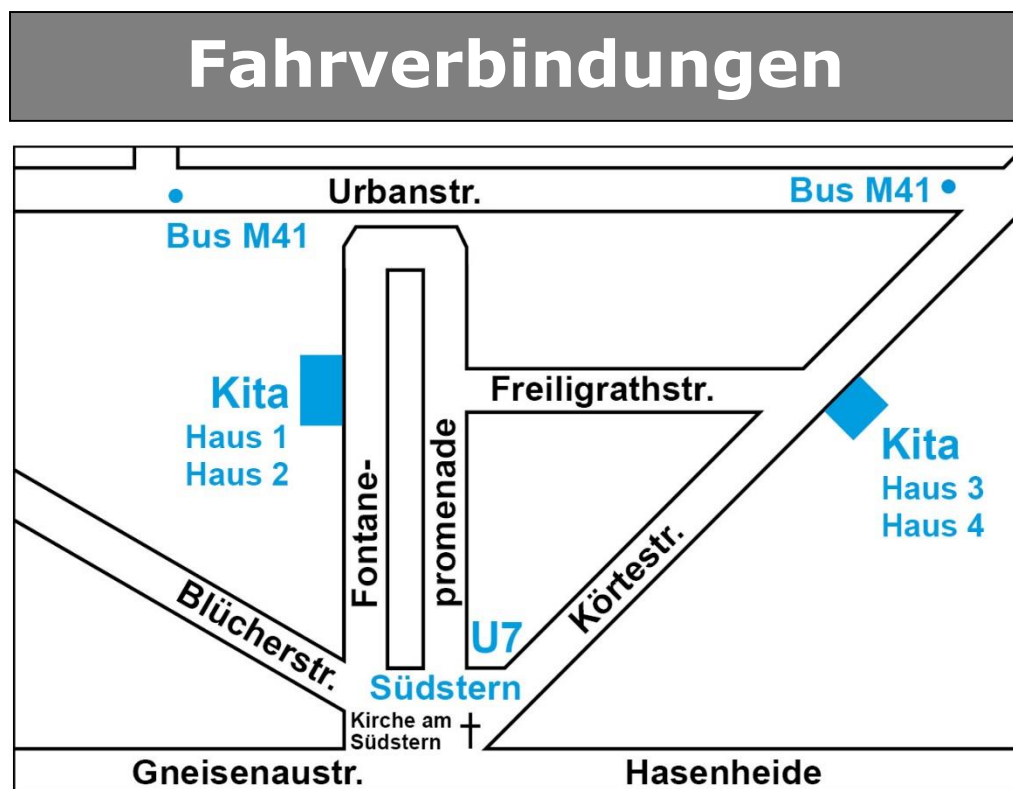 Fahrverbindungen
Urbanstr.
Bus M41
Bus M41
Kita
Haus 1
Haus 2
Freiligrathstr.
Kita
Haus 3
Haus 4
Fontane-
promenade
Körtestr.
Blücherstr.
U7
Südstern
Kirche am
Südstern
Gneisenaustr.
Hasenheide